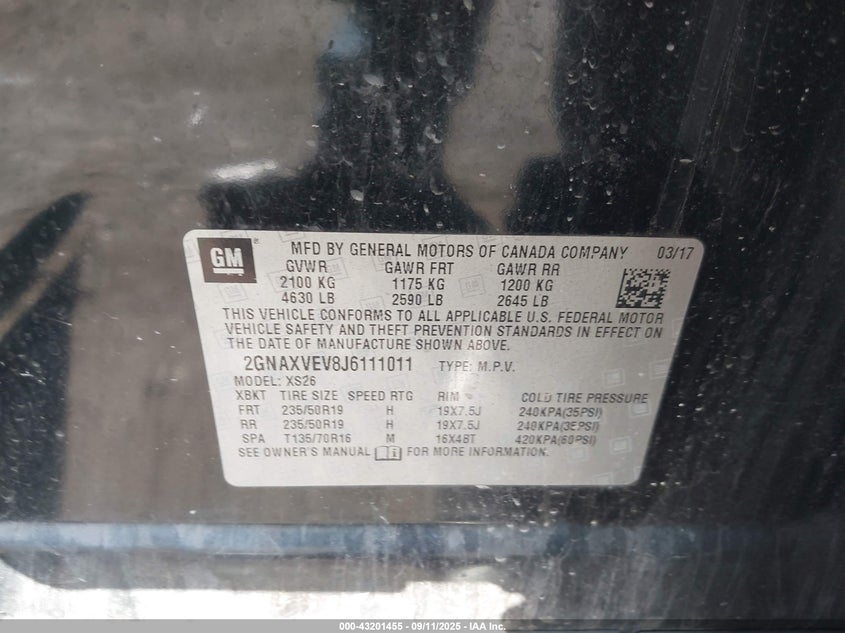 GM
MFD BY GENERAL MOTORS OF CANADA COMPANY 03/17
GVWR GAWR FRT GAWR RR
2100 KG 1175 KG 1200 KG
4630 LB 2590 LB 2645 LB
THIS VEHICLE CONFORMS TO ALL APPLICABLE U.S. FEDERAL MOTOR
VEHICLE SAFETY AND THEFT PREVENTION STANDARDS IN EFFECT ON
THE DATE OF MANUFACTURE SHOWN ABOVE.
2GNAXVEV8J6111011 TYPE: M.P.V.
MODEL: XS26
XBKT TIRE SIZE SPEED RTG RIM COLD TIRE PRESSURE
FRT 235/50R19 H 19X7.5J 240KPA(35PSI)
RR 235/50R19 H 19X7.5J 240KPA(35PSI)
SPA T135/70R16 M 16X4BT 420KPA(60PSI)
SEE OWNER'S MANUAL FOR MORE INFORMATION.
000-43201455 - 09/11/2025 - IAA Inc.